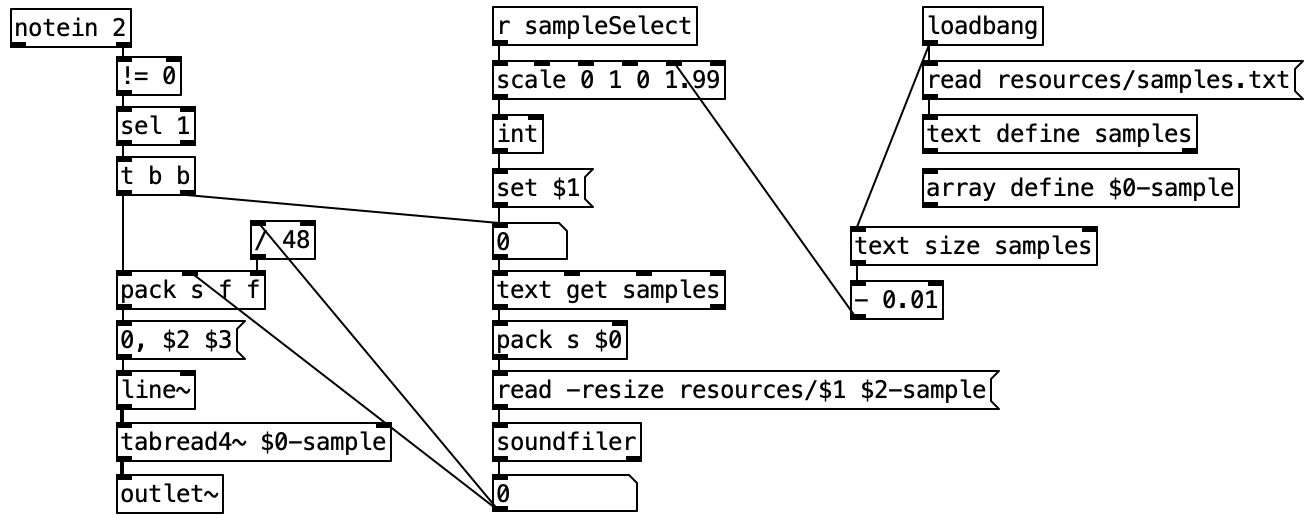 notein 2
!= 0
sel 1
t b b
/ 48
pack s f f
0, $2 $3
line~
tabread4~ $0-sample
outlet~
r sampleSelect
scale 0 1 0 1.99
int
set $1
0
text get samples
pack s $0
read -resize resources/$1 $2-sample
soundfiler
0
loadbang
read resources/samples.txt
text define samples
array define $0-sample
text size samples
- 0.01